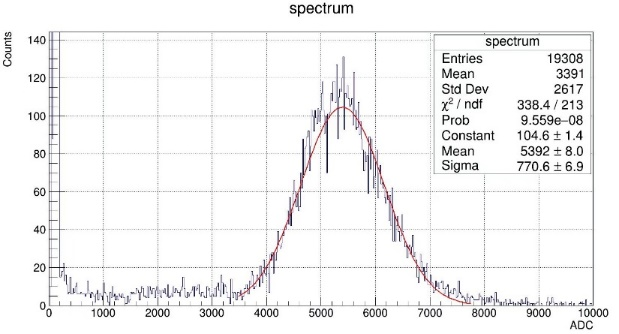 spectrum
Counts
140
120
100
80
60
40
20
0
0 1000 2000 3000 4000 5000 6000 7000 8000 9000 10000
ADC
spectrum
Entries 19308
Mean 3391
Std Dev 2617
χ² / ndf 338.4 / 213
Prob 9.559e−08
Constant 104.6 ± 1.4
Mean 5392 ± 8.0
Sigma 770.6 ± 6.9